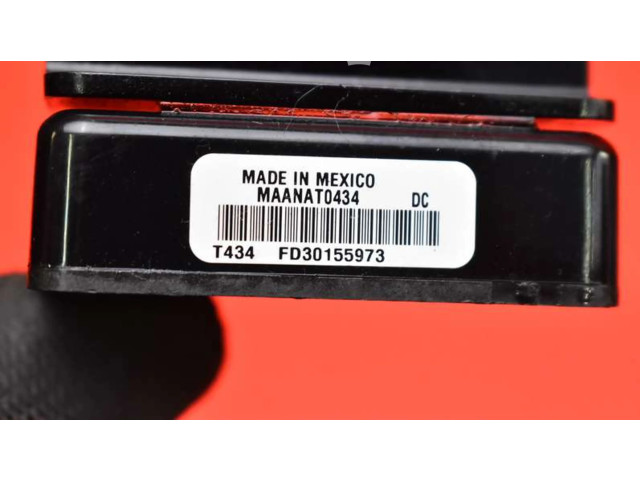 MADE IN MEXICO
MAANAT0434 DC
T434 FD30155973